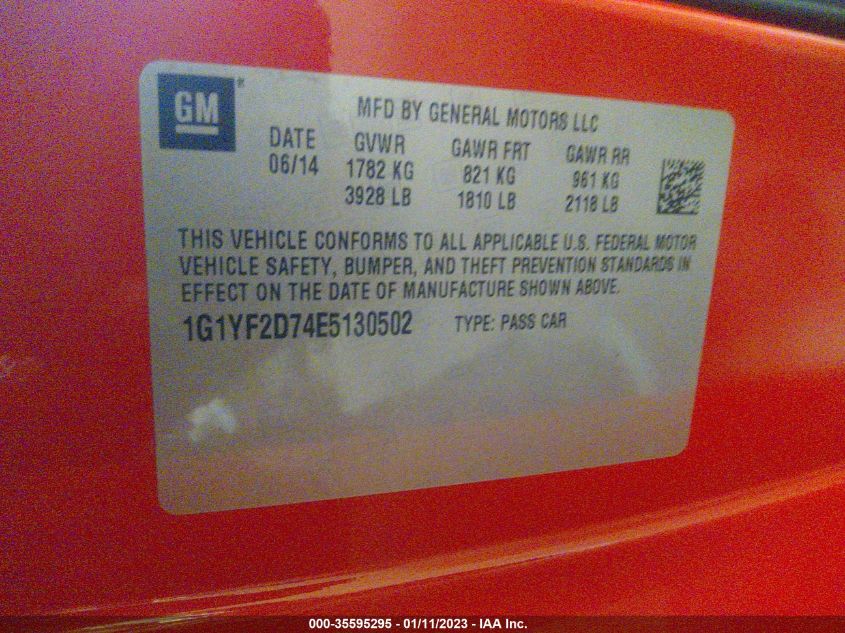 GM
MFD BY GENERAL MOTORS LLC
DATE GVWR GAWR FRT GAWR RR
06/14 1782 KG 821 KG 961 KG
3928 LB 1810 LB 2118 LB
THIS VEHICLE CONFORMS TO ALL APPLICABLE U.S. FEDERAL MOTOR
VEHICLE SAFETY, BUMPER, AND THEFT PREVENTION STANDARDS IN
EFFECT ON THE DATE OF MANUFACTURE SHOWN ABOVE.
1G1YF2D74E5130502 TYPE: PASS CAR
000-35595295 - 01/11/2023 - IAA Inc.